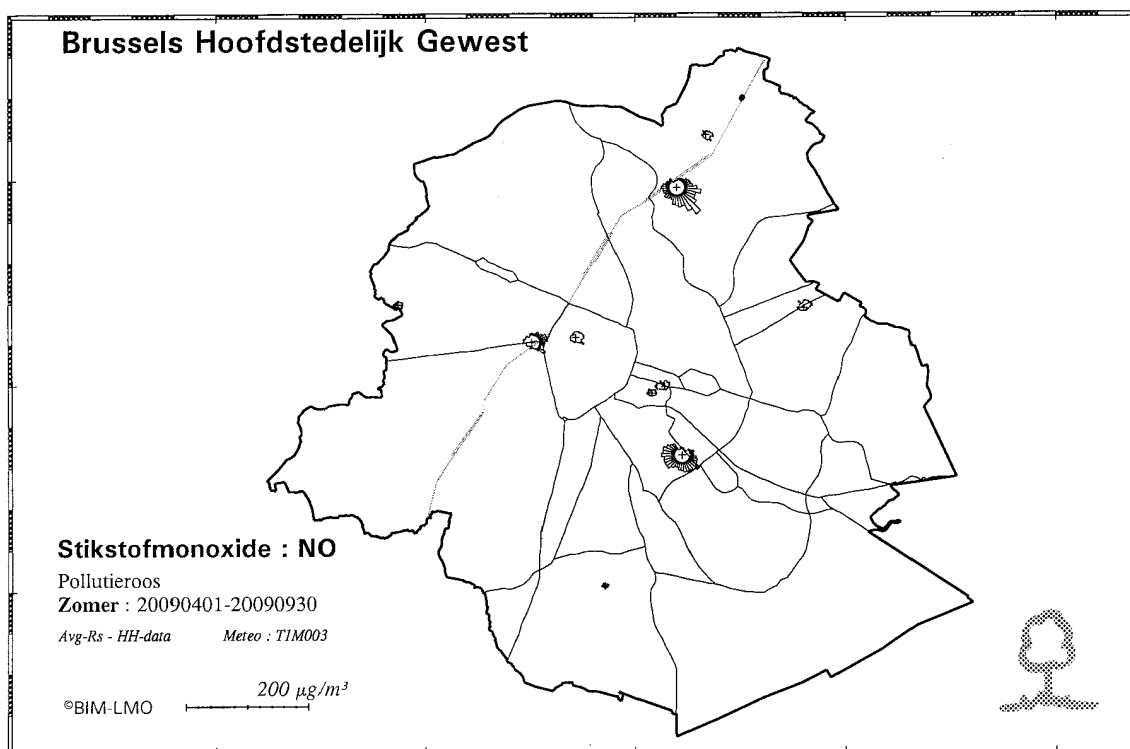 Brussels Hoofdstedelijk Gewest
Stikstofmonoxide : NO
Pollutieroos
Zomer : 20090401-20090930
Avg-Rs - HH-data Meteo : T1M003
200 µg/m³
©BIM-LMO